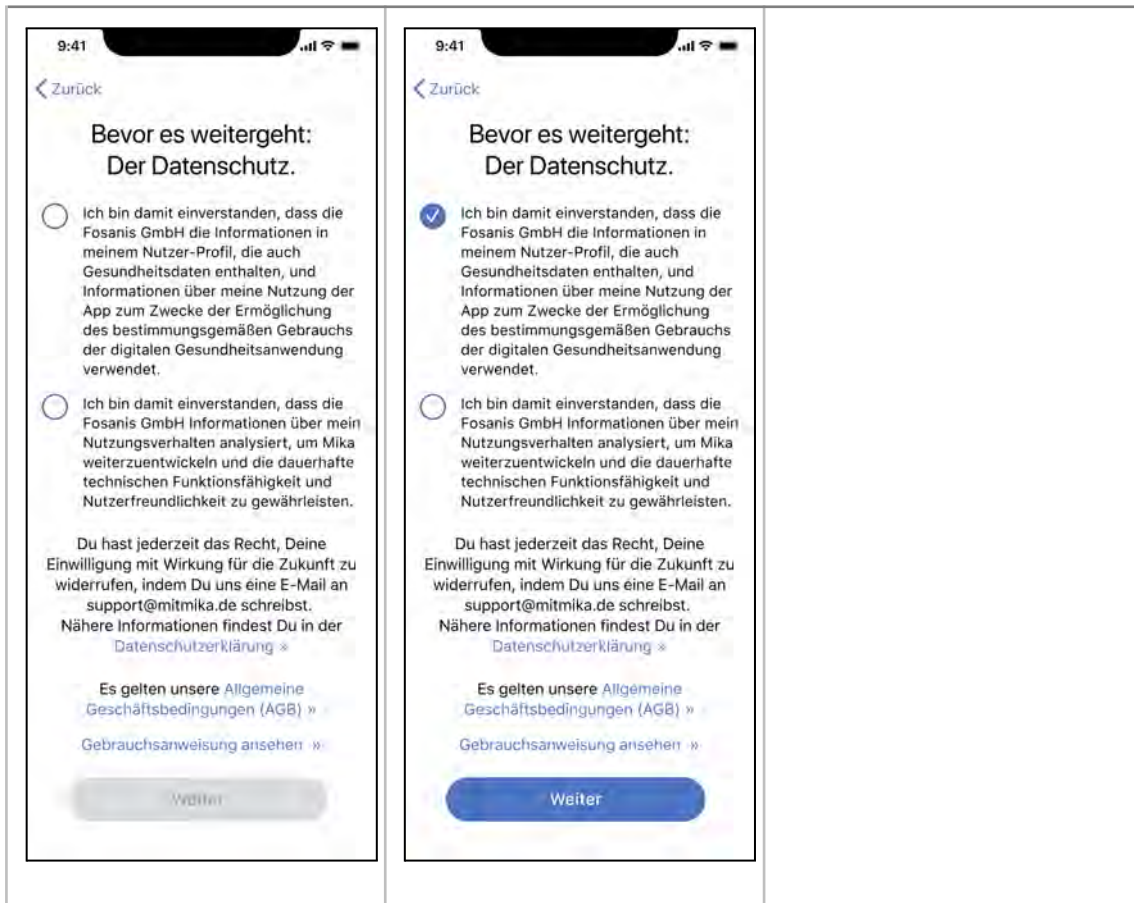 9:41
Zurück
Bevor es weitergeht:
Der Datenschutz.
Ich bin damit einverstanden, dass die
Fosanis GmbH die Informationen in
meinem Nutzer-Profil, die auch
Gesundheitsdaten enthalten, und
Informationen über meine Nutzung der
App zum Zwecke der Ermöglichung
des bestimmungsgemäßen Gebrauchs
der digitalen Gesundheitsanwendung
verwendet.
Ich bin damit einverstanden, dass die
Fosanis GmbH Informationen über mein
Nutzungsverhalten analysiert, um Mika
weiterzuentwickeln und die dauerhafte
technischen Funktionsfähigkeit und
Nutzerfreundlichkeit zu gewährleisten.
Du hast jederzeit das Recht, Deine
Einwilligung mit Wirkung für die Zukunft zu
widerrufen, indem Du uns eine E-Mail an
support@mitmika.de schreibst.
Nähere Informationen findest Du in der
Datenschutzerklärung »
Es gelten unsere Allgemeine
Geschäftsbedingungen (AGB) »
Gebrauchsanweisung ansehen »
Weiter
9:41
Zurück
Bevor es weitergeht:
Der Datenschutz.
Ich bin damit einverstanden, dass die
Fosanis GmbH die Informationen in
meinem Nutzer-Profil, die auch
Gesundheitsdaten enthalten, und
Informationen über meine Nutzung der
App zum Zwecke der Ermöglichung
des bestimmungsgemäßen Gebrauchs
der digitalen Gesundheitsanwendung
verwendet.
Ich bin damit einverstanden, dass die
Fosanis GmbH Informationen über mein
Nutzungsverhalten analysiert, um Mika
weiterzuentwickeln und die dauerhafte
technischen Funktionsfähigkeit und
Nutzerfreundlichkeit zu gewährleisten.
Du hast jederzeit das Recht, Deine
Einwilligung mit Wirkung für die Zukunft zu
widerrufen, indem Du uns eine E-Mail an
support@mitmika.de schreibst.
Nähere Informationen findest Du in der
Datenschutzerklärung »
Es gelten unsere Allgemeine
Geschäftsbedingungen (AGB) »
Gebrauchsanweisung ansehen »
Weiter